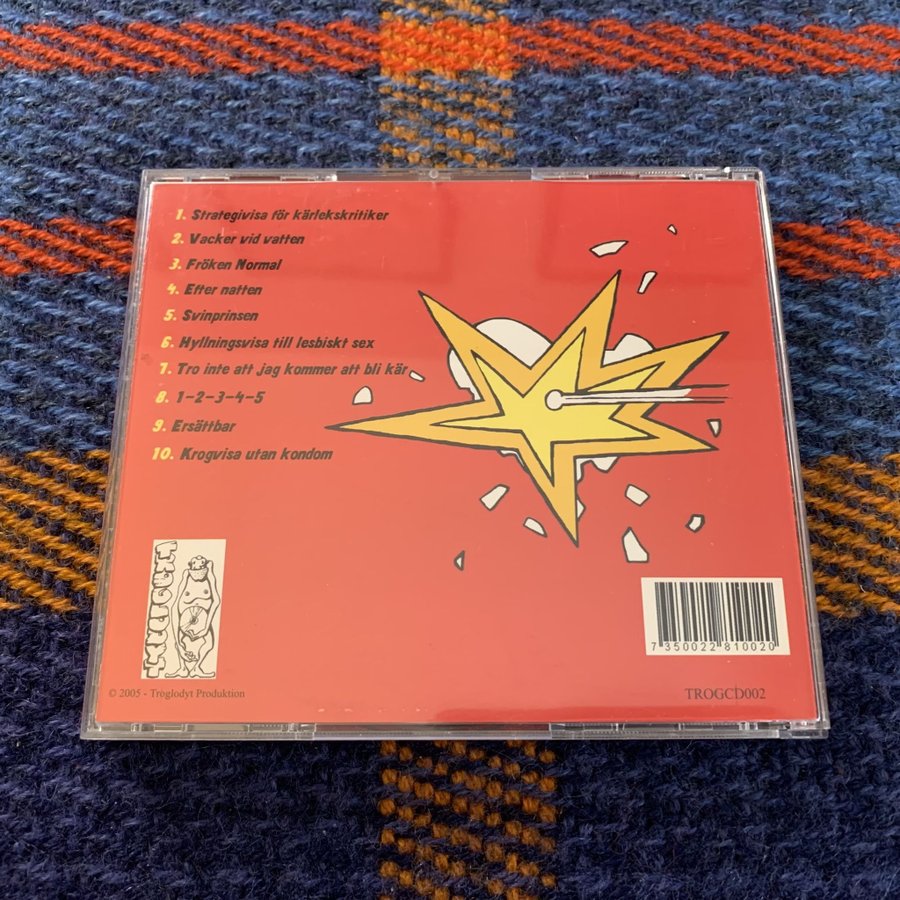 1. Strategivisa för kärlekskritiker
2. Vacker vid vatten
3. Fröken Normal
4. Efter natten
5. Svinprinsen
6. Hyllningsvisa till lesbiskt sex
7. Tro inte att jag kommer att bli kär
8. 1-2-3-4-5
9. Ersättbar
10. Krogvisa utan kondom
7 350022 810020
© 2005 - Troglodyt Produktion
TROGCD002